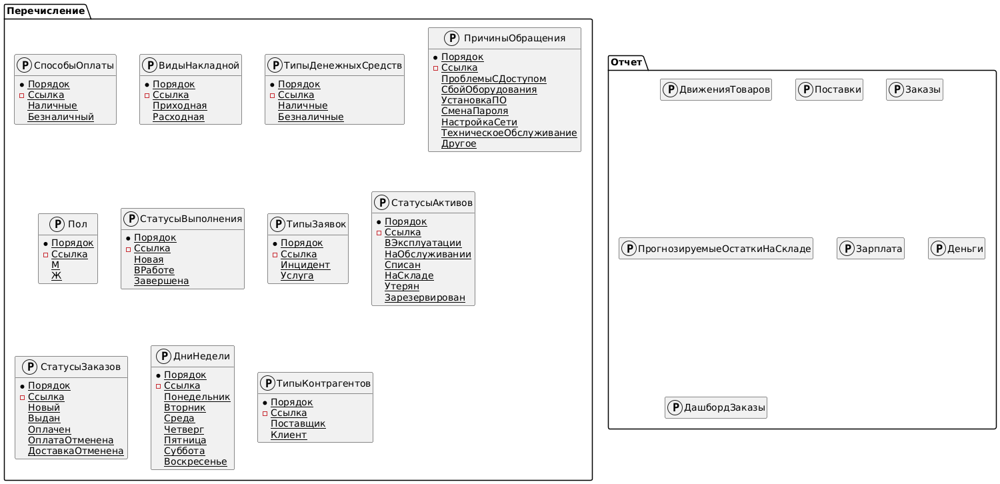 Перечисление
P СпособыОплаты
Порядок
Ссылка
Наличные
Безналичный
P ВидыНакладной
Порядок
Ссылка
Приходная
Расходная
P ТипыДенежныхСредств
Порядок
Ссылка
Наличные
Безналичные
P ПричиныОбращения
Порядок
Ссылка
ПроблемыСДоступом
СбойОборудования
УстановкаПО
СменаПароля
НастройкаСети
ТехническоеОбслуживание
Другое
P Пол
Порядок
Ссылка
М
Ж
P СтатусыВыполнения
Порядок
Ссылка
Новая
ВРаботе
Завершена
P ТипыЗаявок
Порядок
Ссылка
Инцидент
Услуга
P СтатусыАктивов
Порядок
Ссылка
ВЭксплуатации
НаОбслуживании
Списан
НаСкладе
Утерян
Зарезервирован
P СтатусыЗаказов
Порядок
Ссылка
Новый
Выдан
Оплачен
ОплатаОтменена
ДоставкаОтменена
P ДниНедели
Порядок
Ссылка
Понедельник
Вторник
Среда
Четверг
Пятница
Суббота
Воскресенье
P ТипыКонтрагентов
Порядок
Ссылка
Поставщик
Клиент
Отчет
P ДвиженияТоваров
P Поставки
P Заказы
P ПрогнозируемыеОстаткиНаСкладе
P Зарплата
P Деньги
P ДашбордЗаказы